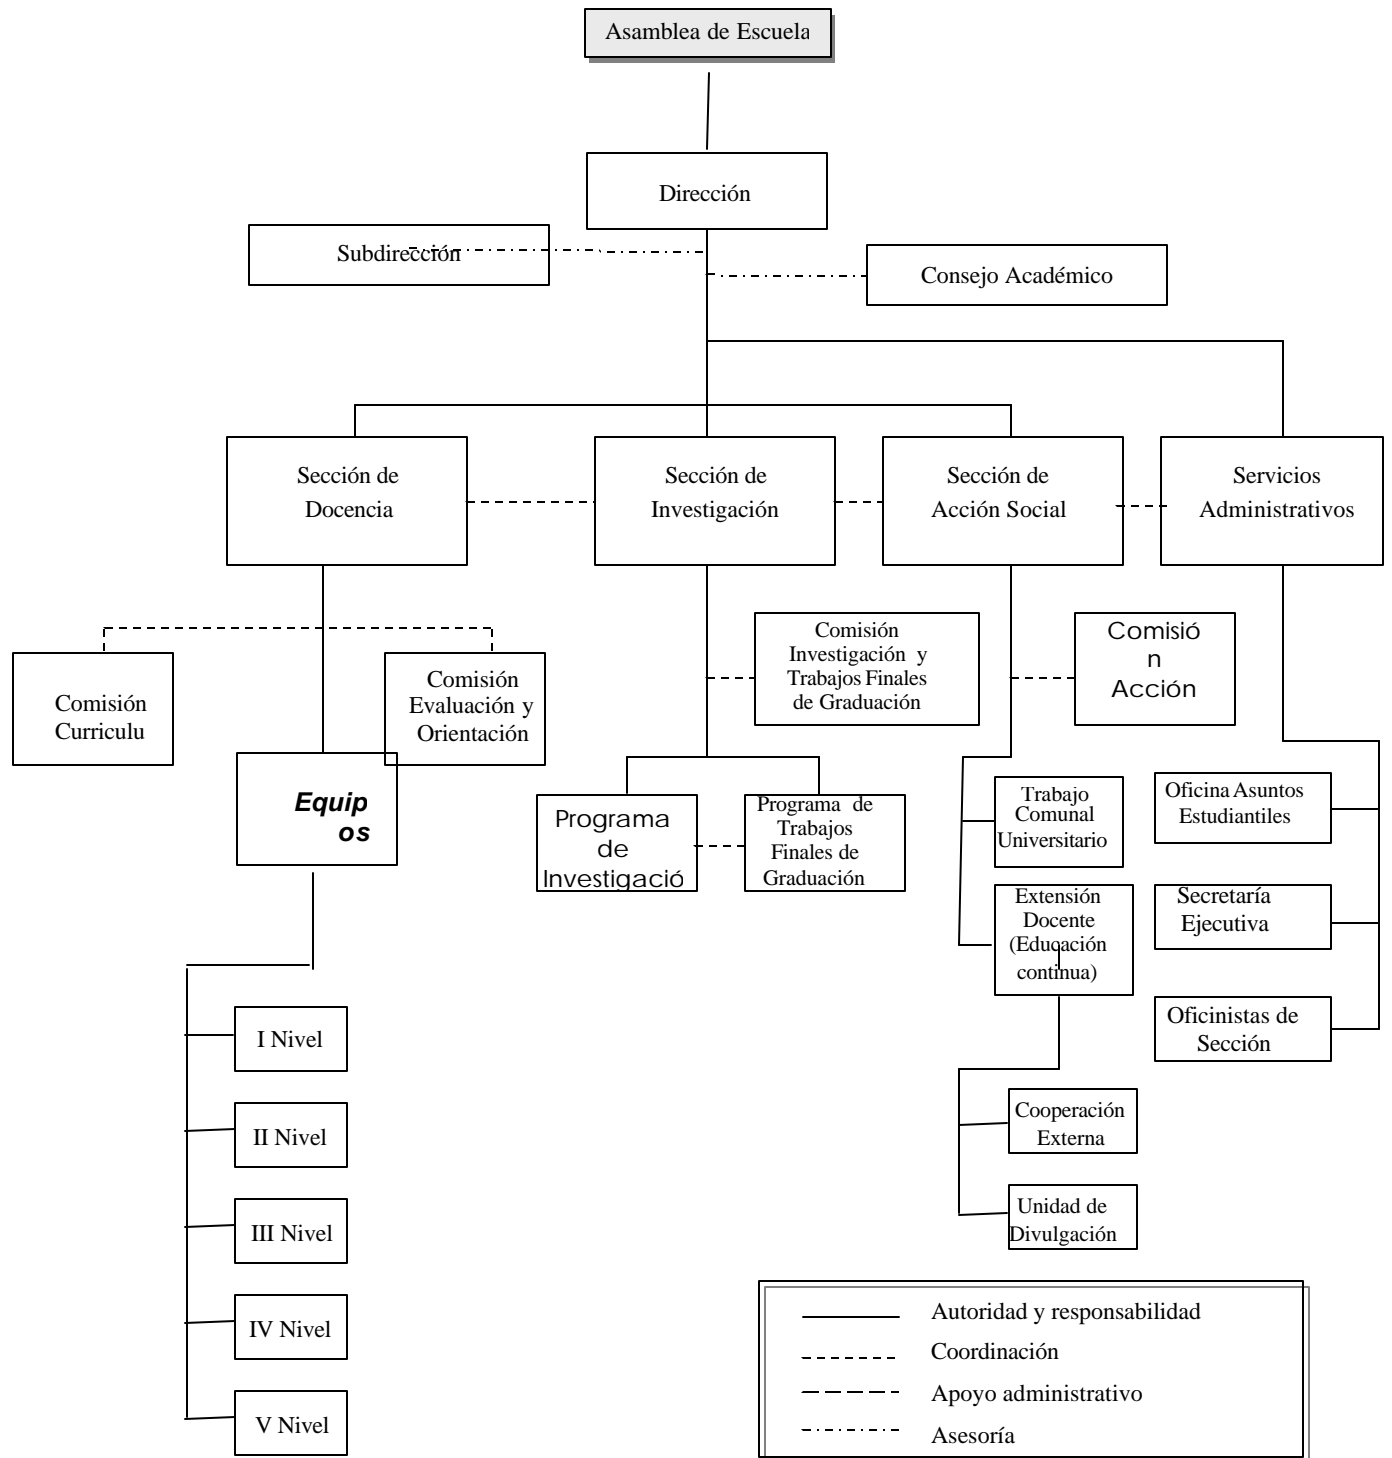 Asamblea de Escuela
Dirección
Subdirección
Consejo Académico
Sección de
Docencia
Sección de
Investigación
Sección de
Acción Social
Servicios
Administrativos
Comisión
Curriculu
Comisión
Evaluación y
Orientación
Comisión
Investigación y
Trabajos Finales
de Graduación
Comisió
n
Acción
Equip
os
Programa
de
Investigació
Programa de
Trabajos
Finales de
Graduación
Trabajo
Comunal
Universitario
Oficina Asuntos
Estudiantiles
Extensión
Docente
(Educación
continua)
Secretaría
Ejecutiva
Oficinistas de
Sección
I Nivel
II Nivel
III Nivel
IV Nivel
V Nivel
Cooperación
Externa
Unidad de
Divulgación
Autoridad y responsabilidad
Coordinación
Apoyo administrativo
Asesoría